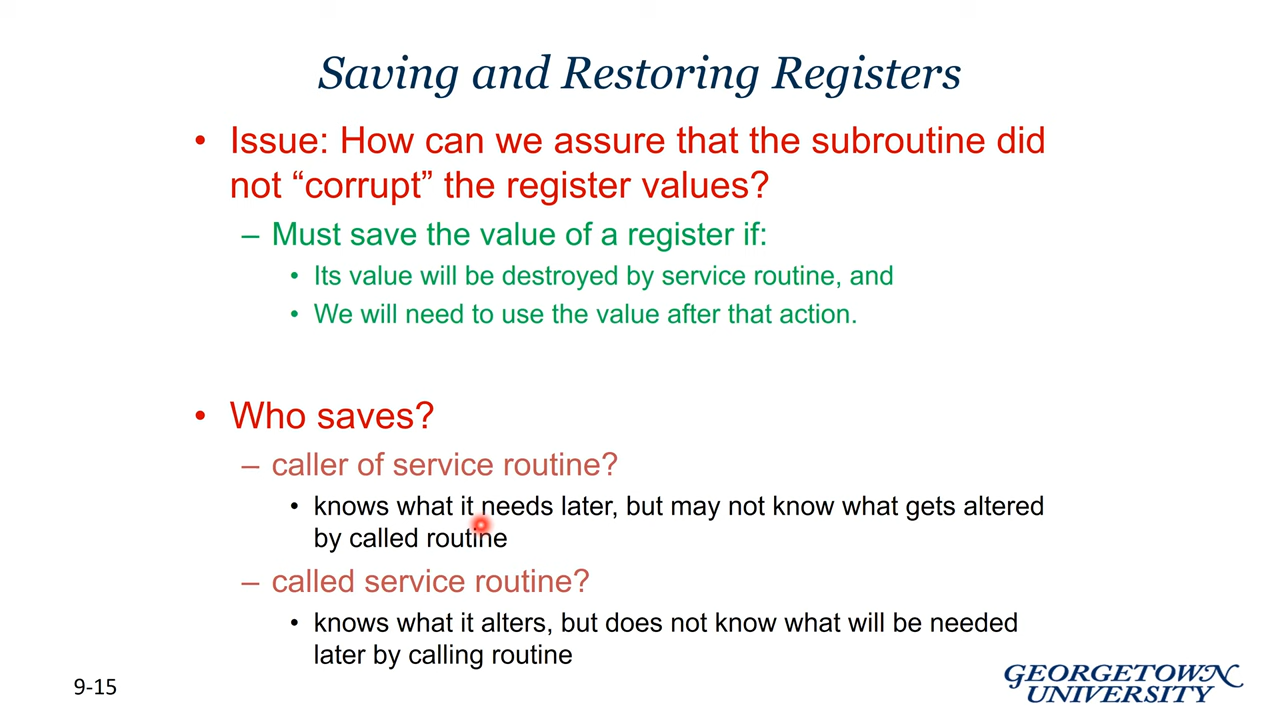 Saving and Restoring Registers
• Issue: How can we assure that the subroutine did
not “corrupt” the register values?
– Must save the value of a register if:
• Its value will be destroyed by service routine, and
• We will need to use the value after that action.
• Who saves?
– caller of service routine?
• knows what it needs later, but may not know what gets altered
by called routine
– called service routine?
• knows what it alters, but does not know what will be needed
later by calling routine
9-15
GEORGETOWN
UNIVERSITY